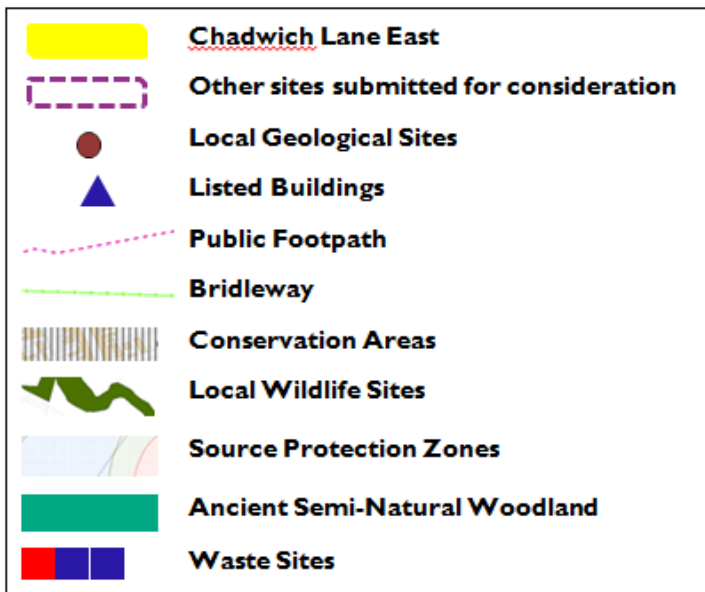 Chadwich Lane East
Other sites submitted for consideration
Local Geological Sites
Listed Buildings
Public Footpath
Bridleway
Conservation Areas
Local Wildlife Sites
Source Protection Zones
Ancient Semi-Natural Woodland
Waste Sites